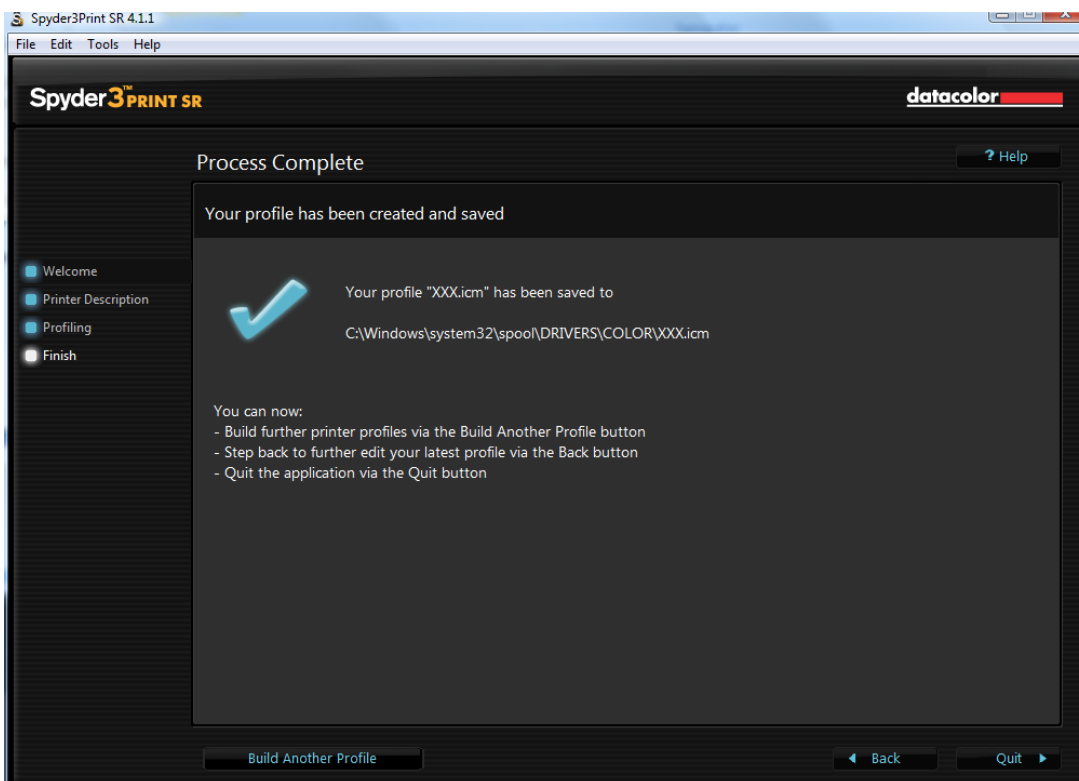 Spyder3Print SR 4.1.1
File Edit Tools Help
Spyder3™PRINT SR
datacolor
Process Complete
? Help
Your profile has been created and saved
Welcome
Printer Description
Profiling
Finish
Your profile "XXX.icm" has been saved to
C:\Windows\system32\spool\DRIVERS\COLOR\XXX.icm
You can now:
- Build further printer profiles via the Build Another Profile button
- Step back to further edit your latest profile via the Back button
- Quit the application via the Quit button
Build Another Profile
Back
Quit